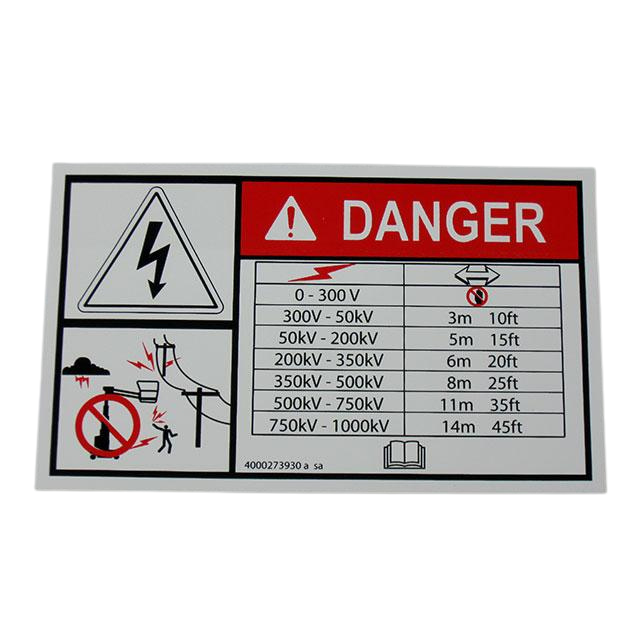 DANGER
0 - 300 V
300V - 50kV 3m 10ft
50kV - 200kV 5m 15ft
200kV - 350kV 6m 20ft
350kV - 500kV 8m 25ft
500kV - 750kV 11m 35ft
750kV - 1000kV 14m 45ft
4000273930 a sa